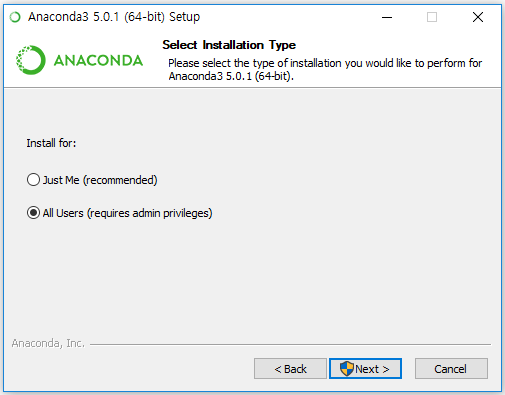 Anaconda3 5.0.1 (64-bit) Setup
ANACONDA
Select Installation Type
Please select the type of installation you would like to perform for
Anaconda3 5.0.1 (64-bit).
Install for:
Just Me (recommended)
All Users (requires admin privileges)
Anaconda, Inc.
< Back
Next >
Cancel